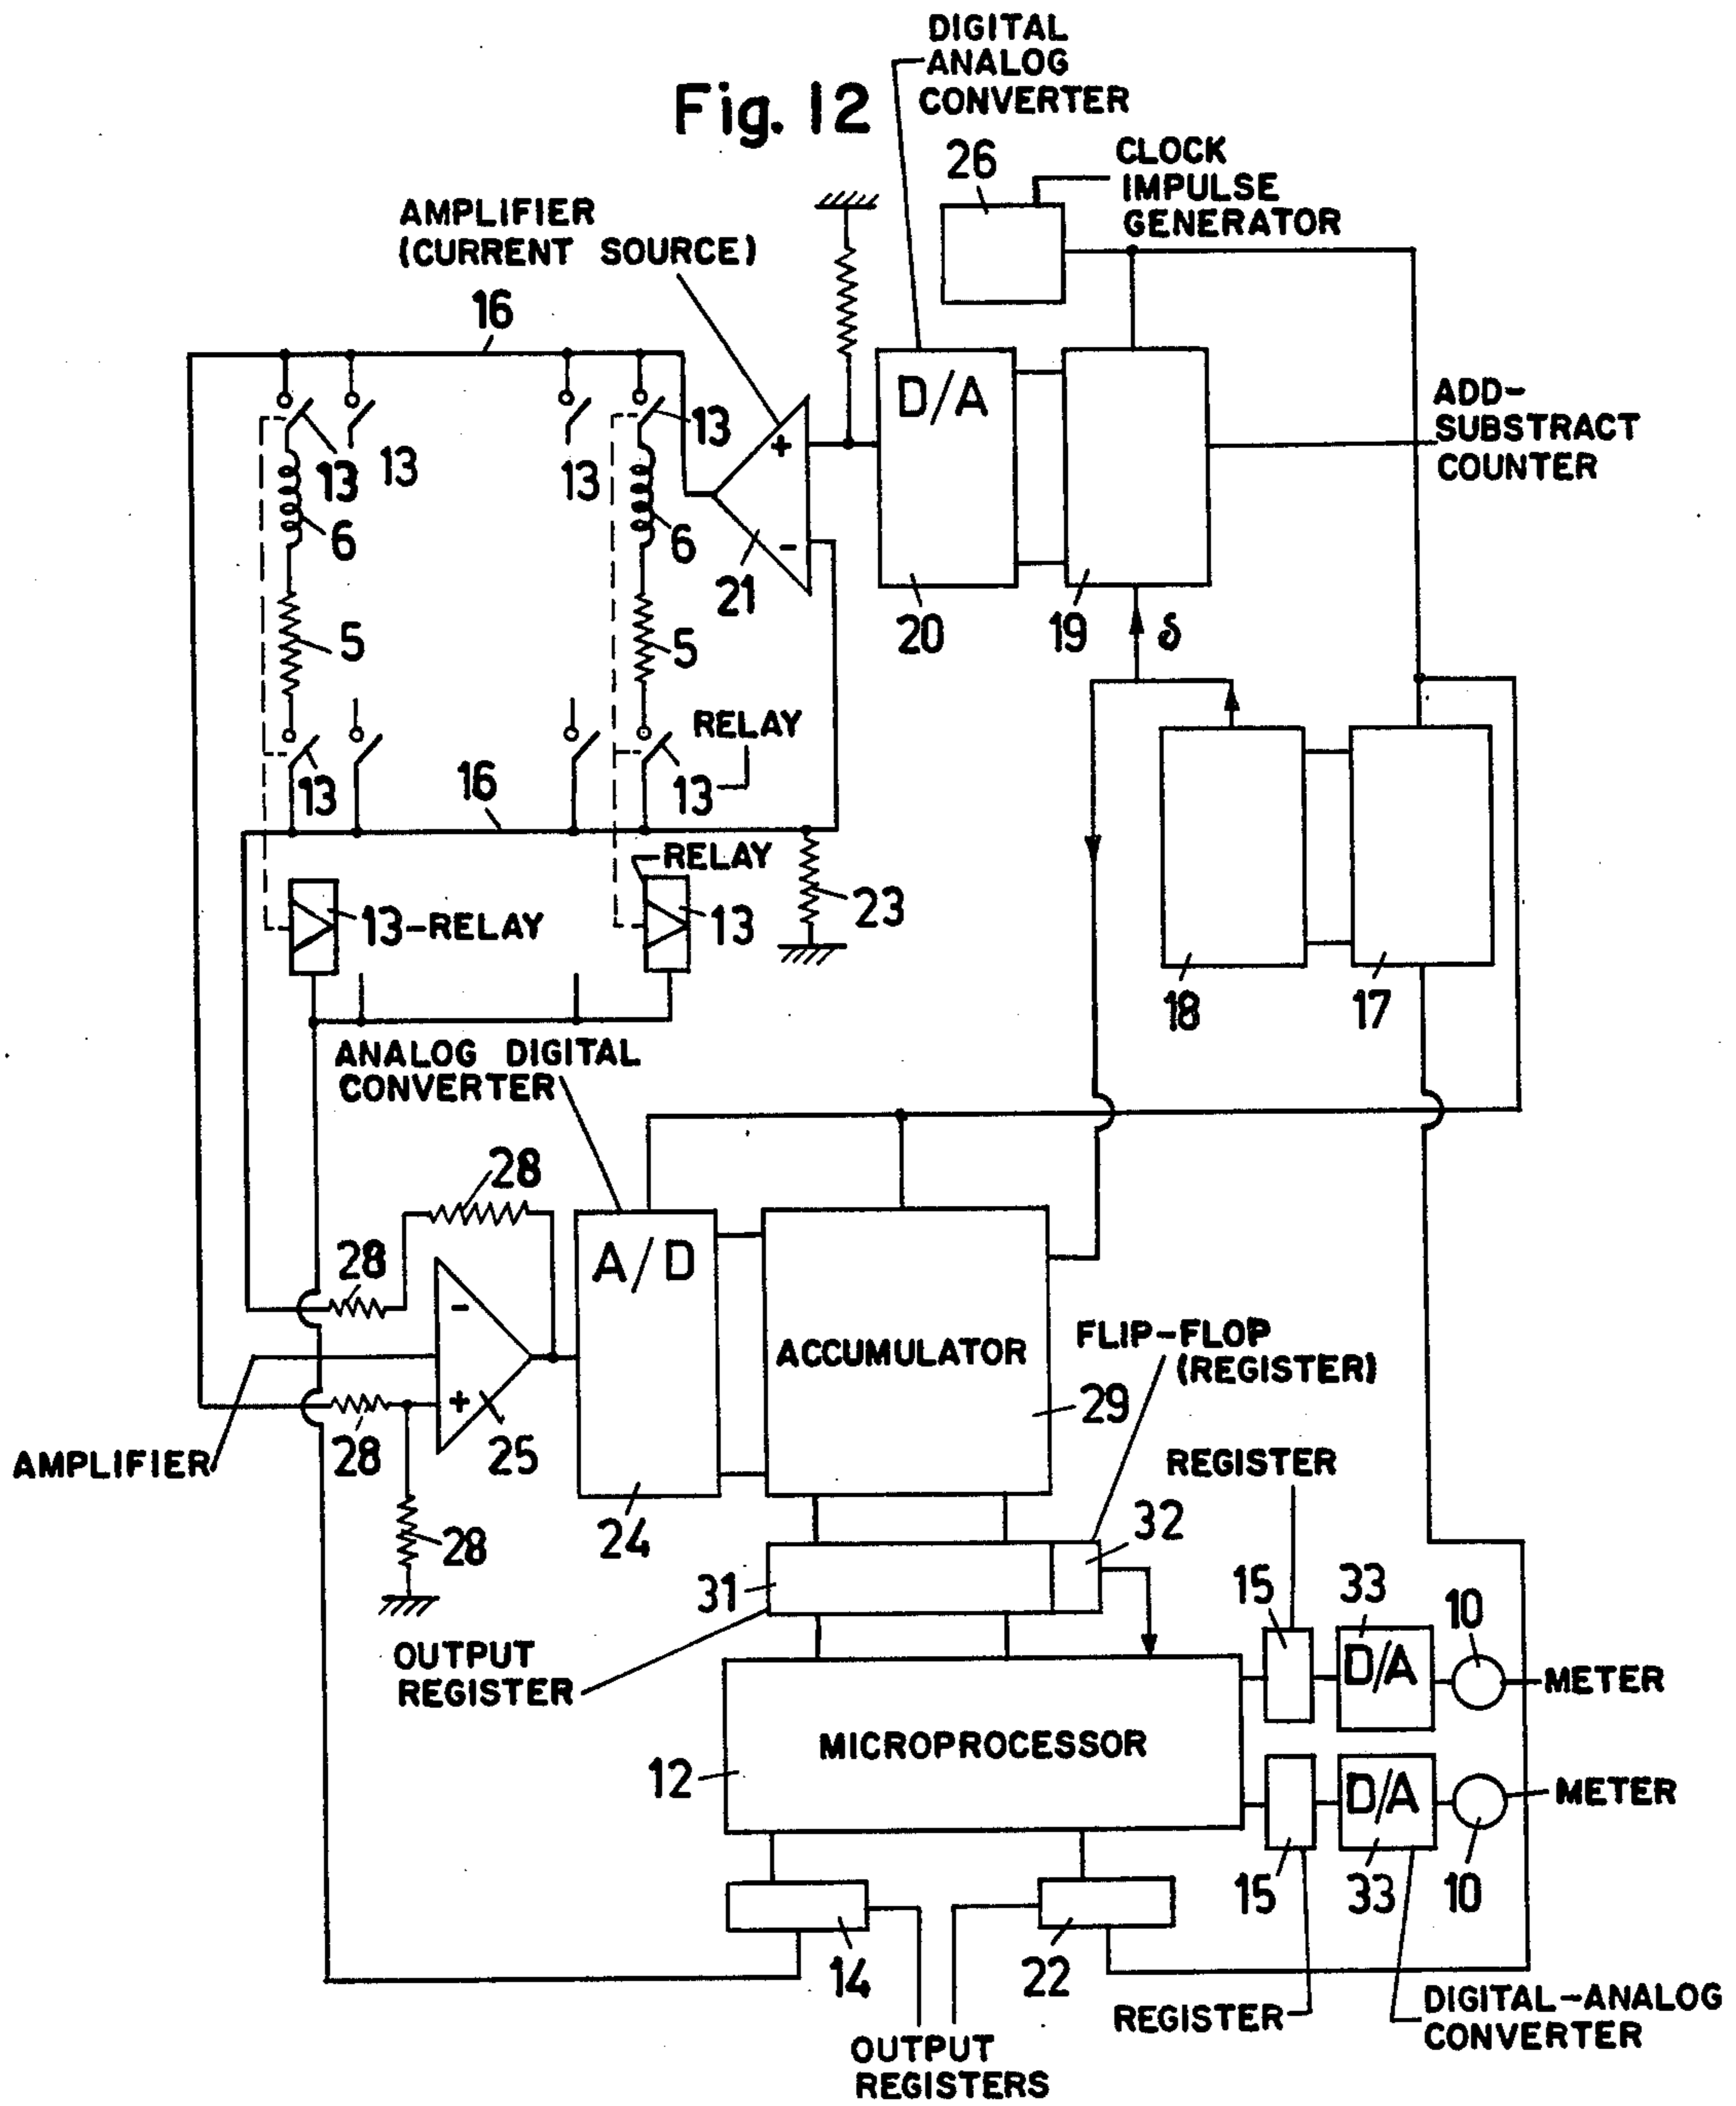 DIGITAL
ANALOG
CONVERTER
Fig. 12
26
CLOCK
IMPULSE
GENERATOR
AMPLIFIER
(CURRENT SOURCE)
16
D/A
ADD-
SUBSTRACT
COUNTER
13
13
13
13
+
-
6
6
21
20
19
δ
5
5
RELAY
13
13
16
RELAY
13-RELAY
13
23
18
17
ANALOG DIGITAL
CONVERTER
28
28
A/D
-
ACCUMULATOR
FLIP-FLOP
(REGISTER)
+
29
AMPLIFIER
28
25
REGISTER
28
24
32
31
15
33
10
OUTPUT
REGISTER
D/A
METER
MICROPROCESSOR
12
D/A
METER
15
33
10
14
22
REGISTER
DIGITAL-ANALOG
CONVERTER
OUTPUT
REGISTERS